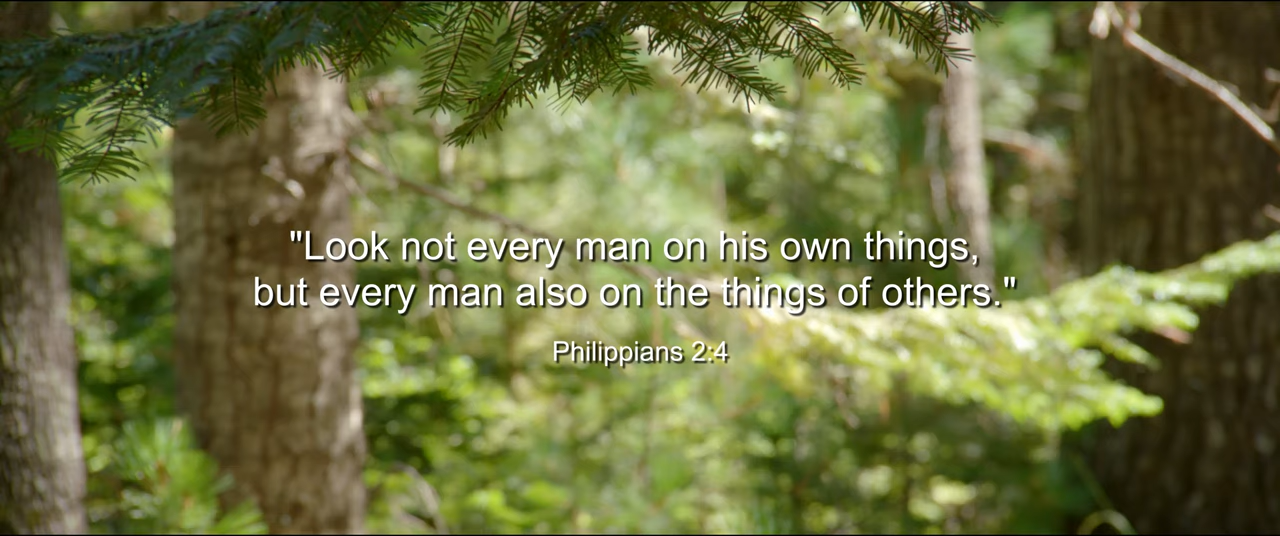 "Look not every man on his own things,
but every man also on the things of others."
Philippians 2:4